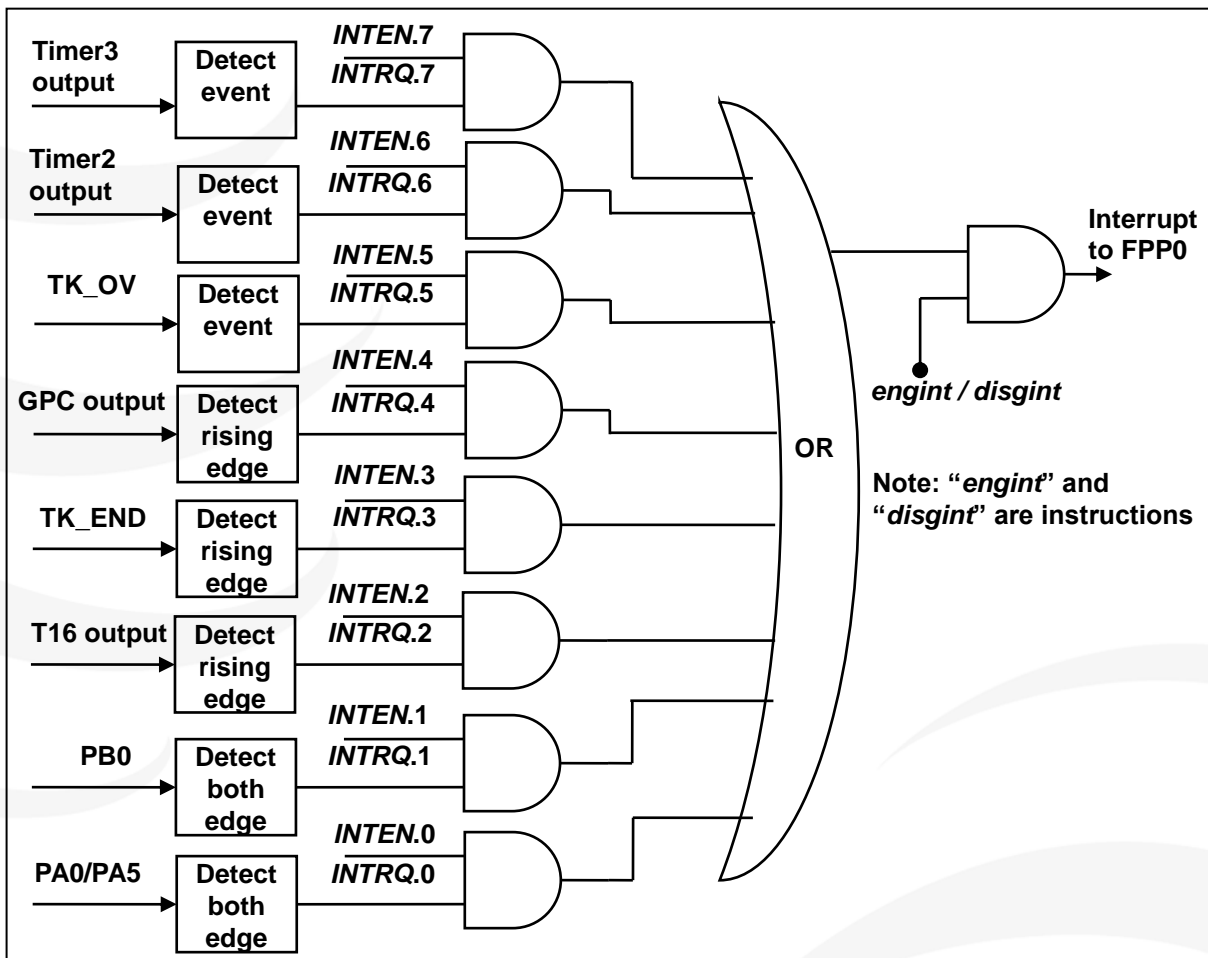 Timer3
output
Detect
event
INTEN.7
INTRQ.7
Timer2
output
Detect
event
INTEN.6
INTRQ.6
TK_OV
Detect
event
INTEN.5
INTRQ.5
GPC output
Detect
rising
edge
INTEN.4
INTRQ.4
TK_END
Detect
rising
edge
INTEN.3
INTRQ.3
T16 output
Detect
rising
edge
INTEN.2
INTRQ.2
PB0
Detect
both
edge
INTEN.1
INTRQ.1
PA0/PA5
Detect
both
edge
INTEN.0
INTRQ.0
OR
Interrupt
to FPP0
engint / disgint
Note: “engint” and
“disgint” are instructions